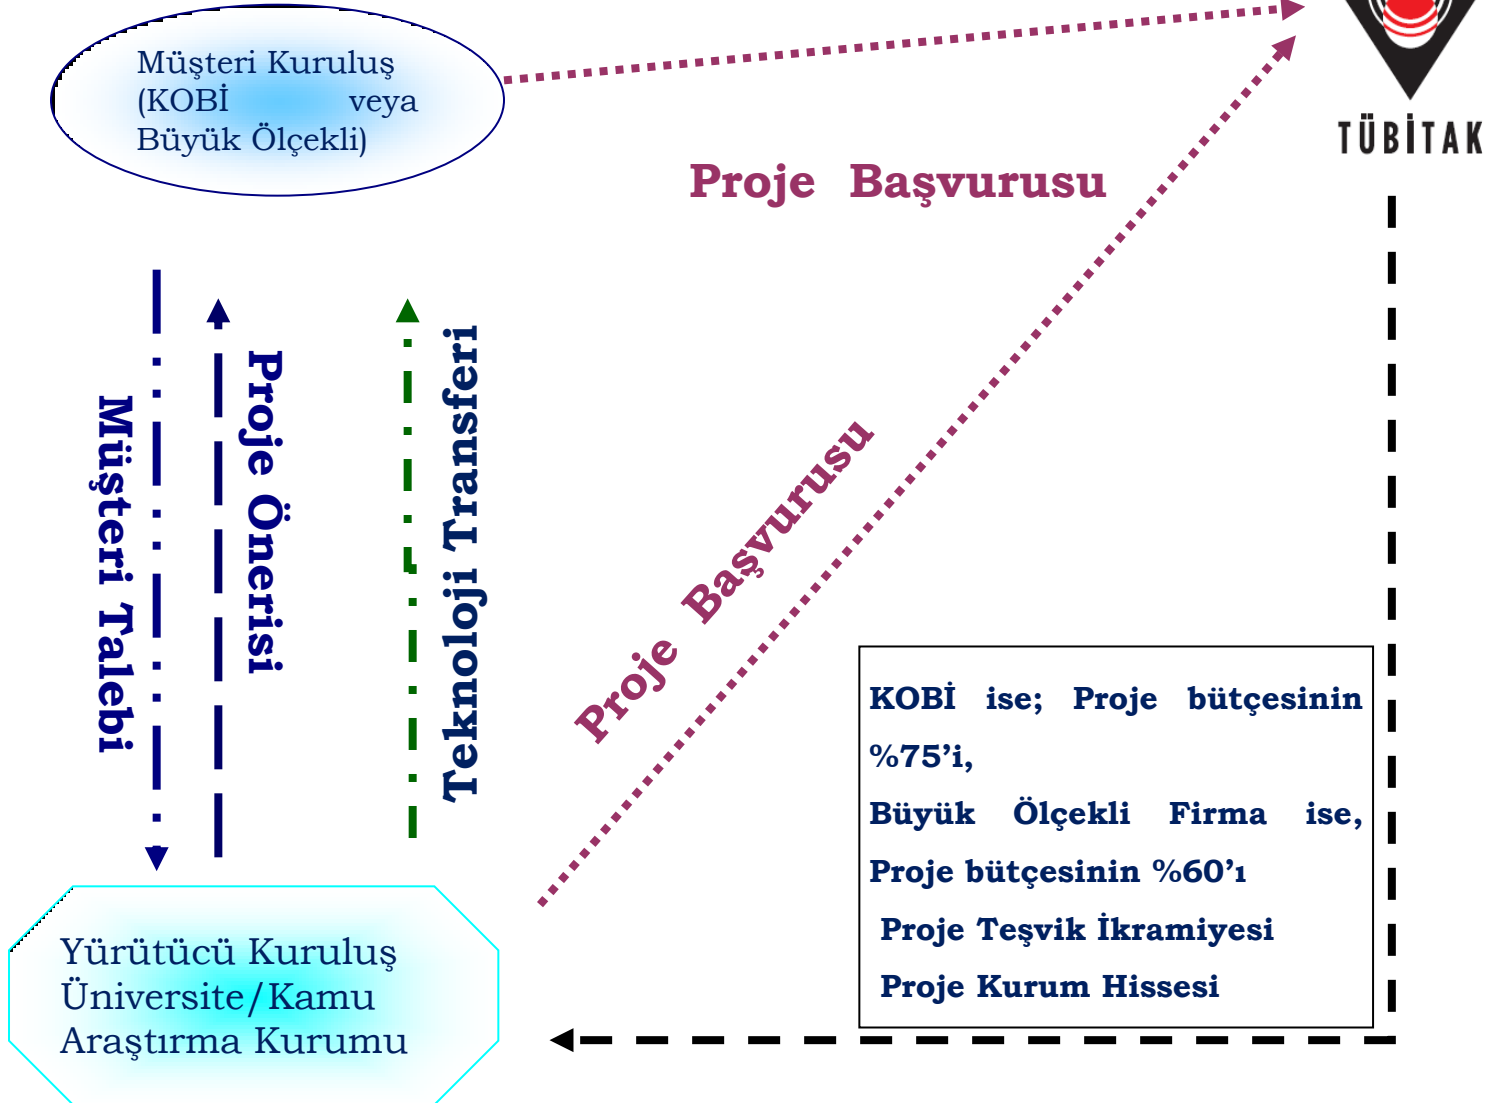 Müşteri Kuruluş
(KOBİ veya
Büyük Ölçekli)
TÜBİTAK
Proje Başvurusu
Müşteri Talebi
Proje Önerisi
Teknoloji Transferi
Proje Başvurusu
KOBİ ise; Proje bütçesinin
%75’i,
Büyük Ölçekli Firma ise,
Proje bütçesinin %60’ı
Proje Teşvik İkramiyesi
Proje Kurum Hissesi
Yürütücü Kuruluş
Üniversite/Kamu
Araştırma Kurumu